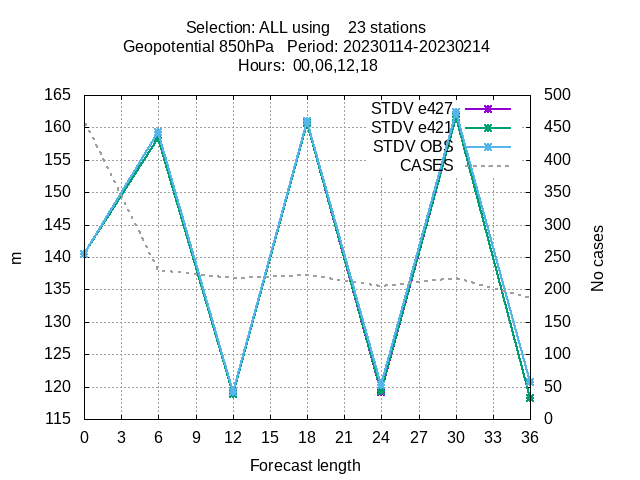 Selection: ALL using 23 stations
Geopotential 850hPa Period: 20230114-20230214
Hours: 00,06,12,18
165 500
160 450
155 400
150 350
145 300
140 250
135 200
130 150
125 100
120 50
115 0
STDV e427
STDV e421
STDV OBS
CASES
m
No cases
0 3 6 9 12 15 18 21 24 27 30 33 36
Forecast length